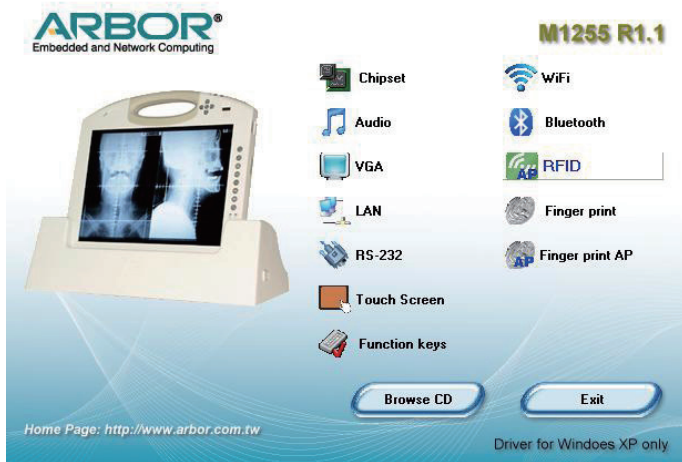 ARBOR®
Embedded and Network Computing
M1255 R1.1
Chipset
Audio
VGA
LAN
RS-232
Touch Screen
Function keys
WiFi
Bluetooth
AP RFID
Finger print
AP Finger print AP
Browse CD
Exit
Home Page: http://www.arbor.com.tw
Driver for Windoes XP only